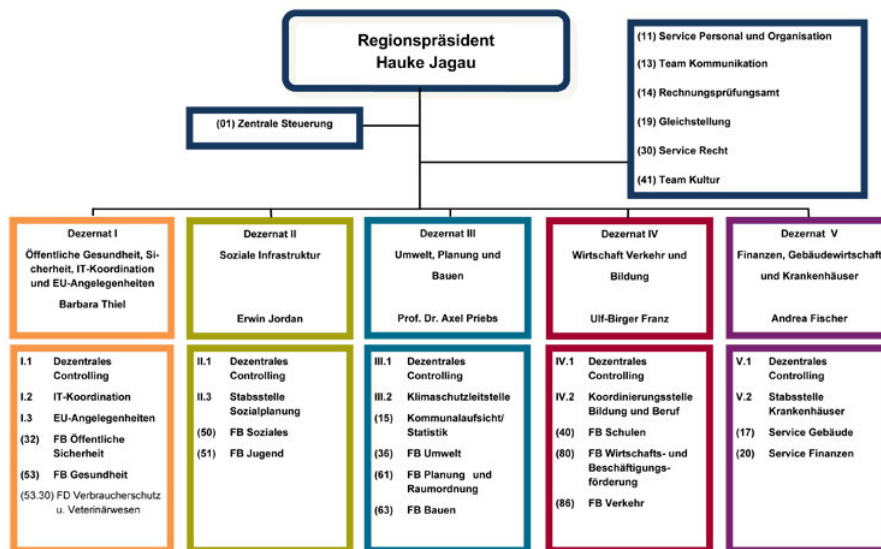 Regionspräsident
Hauke Jagau
(11) Service Personal und Organisation
(13) Team Kommunikation
(14) Rechnungsprüfungsamt
(19) Gleichstellung
(30) Service Recht
(41) Team Kultur
(01) Zentrale Steuerung
Dezernat I
Öffentliche Gesundheit, Si-
cherheit, IT-Koordination
und EU-Angelegenheiten
Barbara Thiel
Dezernat II
Soziale Infrastruktur
Erwin Jordan
Dezernat III
Umwelt, Planung und
Bauen
Prof. Dr. Axel Priebs
Dezernat IV
Wirtschaft Verkehr und
Bildung
Ulf-Birger Franz
Dezernat V
Finanzen, Gebäudewirtschaft
und Krankenhäuser
Andrea Fischer
I.1 Dezentrales
Controlling
I.2 IT-Koordination
I.3 EU-Angelegenheiten
(32) FB Öffentliche
Sicherheit
(53) FB Gesundheit
(53.30) FD Verbraucherschutz
u. Veterinärwesen
II.1 Dezentrales
Controlling
II.3 Stabsstelle
Sozialplanung
(50) FB Soziales
(51) FB Jugend
III.1 Dezentrales
Controlling
III.2 Klimaschutzleitstelle
(15) Kommunalaufsicht/
Statistik
(36) FB Umwelt
(61) FB Planung und
Raumordnung
(63) FB Bauen
IV.1 Dezentrales
Controlling
IV.2 Koordinierungsstelle
Bildung und Beruf
(40) FB Schulen
(80) FB Wirtschafts- und
Beschäftigungs-
förderung
(86) FB Verkehr
V.1 Dezentrales
Controlling
V.2 Stabsstelle
Krankenhäuser
(17) Service Gebäude
(20) Service Finanzen